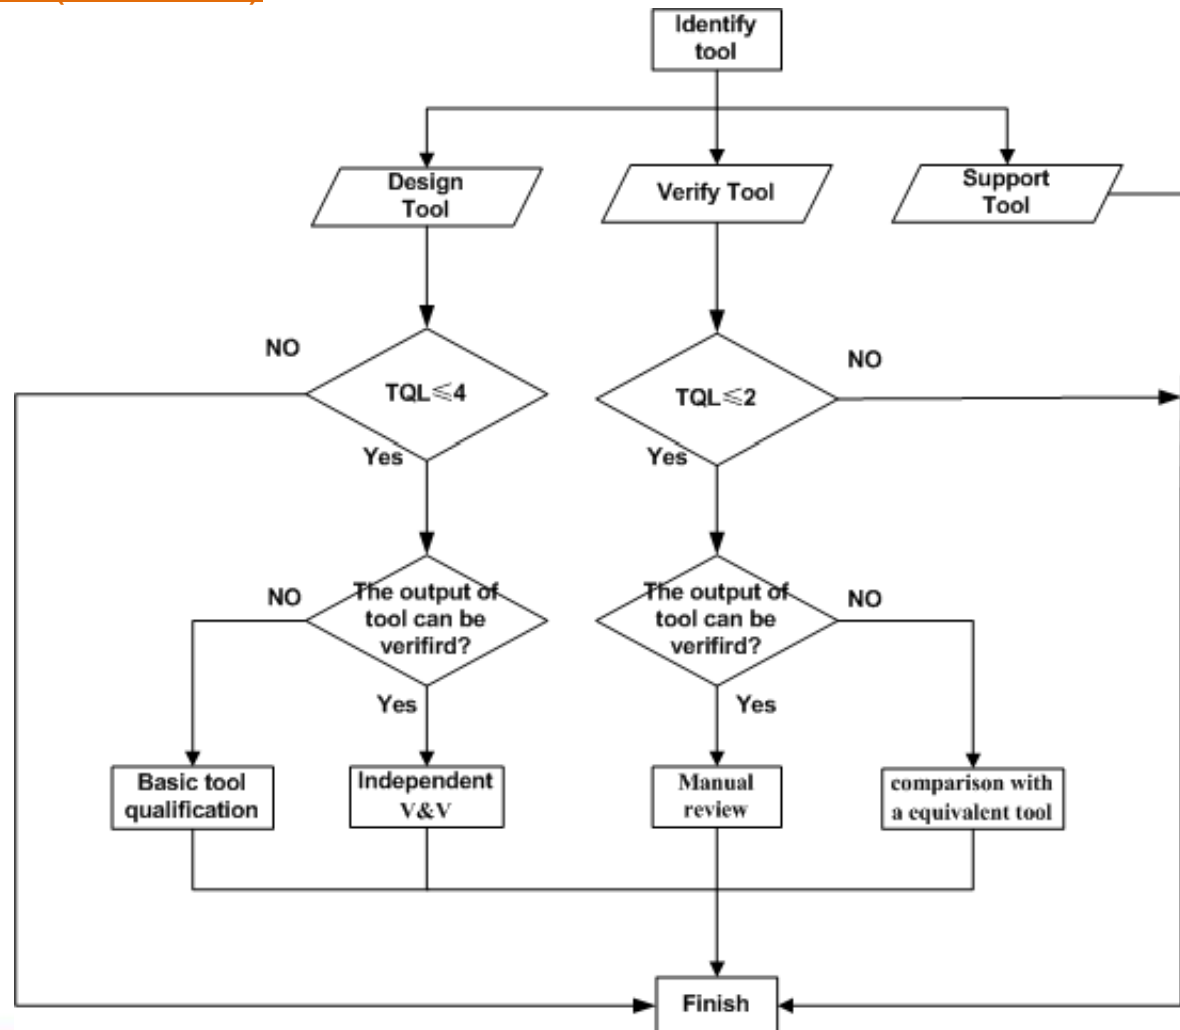 Identify
tool
Design
Tool
Verify Tool
Support
Tool
NO
TQL≤4
Yes
TQL≤2
NO
Yes
NO
The output of
tool can be
verifird?
Yes
The output of
tool can be
verifird?
NO
Yes
Basic tool
qualification
Independent
V&V
Manual
review
comparison with
a equivalent tool
Finish